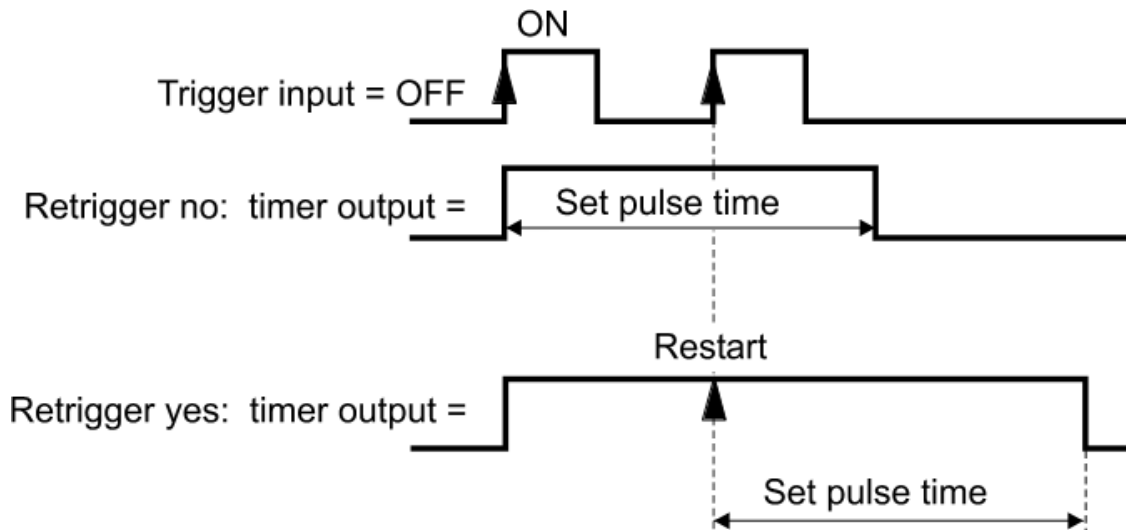 ON
Trigger input = OFF
Retrigger no: timer output =
Set pulse time
Restart
Retrigger yes: timer output =
Set pulse time